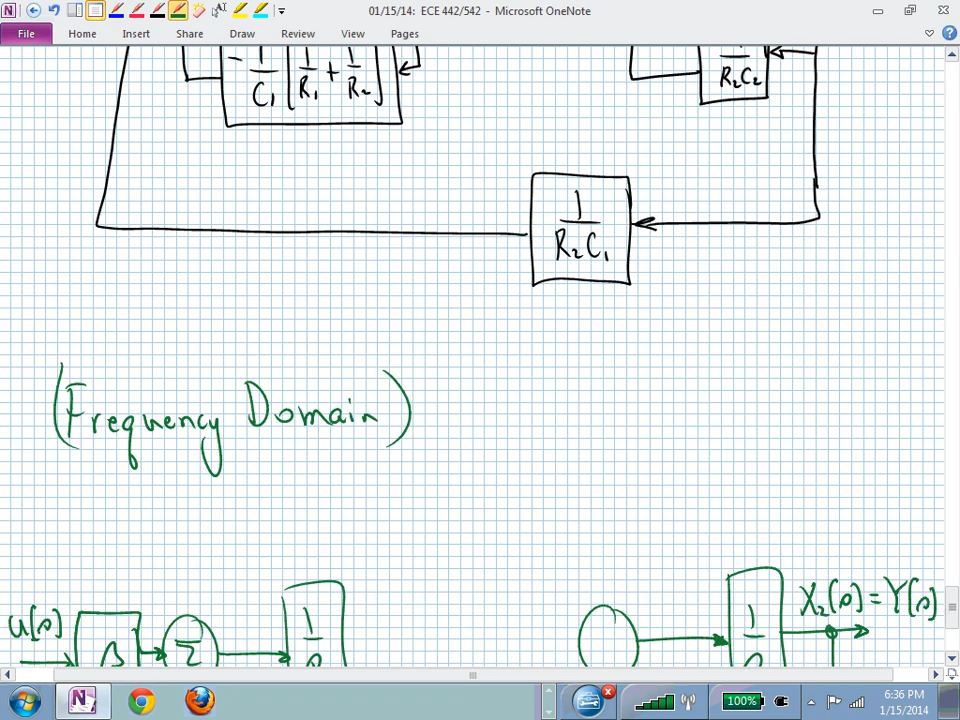 01/15/14: ECE 442/542 - Microsoft OneNote
File Home Insert Share Draw Review View Pages
- 1/C₁ [1/R₁ + 1/R₂]
1/R₂C₂
1/R₂C₁
(Frequency Domain)
U(s) β Σ 1/s
1/s X₂(s) = Y(s)
100%
6:36 PM
1/15/2014